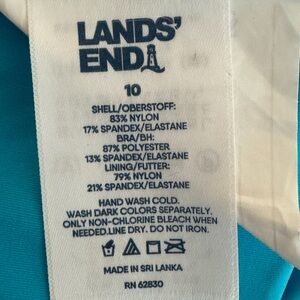 LANDS'
END
10
SHELL/OBERSTOFF:
83% NYLON
17% SPANDEX/ELASTANE
BRA/BH:
87% POLYESTER
13% SPANDEX/ELASTANE
LINING/FUTTER:
79% NYLON
21% SPANDEX/ELASTANE
HAND WASH COLD.
WASH DARK COLORS SEPARATELY.
ONLY NON-CHLORINE BLEACH WHEN
NEEDED.LINE DRY. DO NOT IRON.
MADE IN SRI LANKA
RN 62830